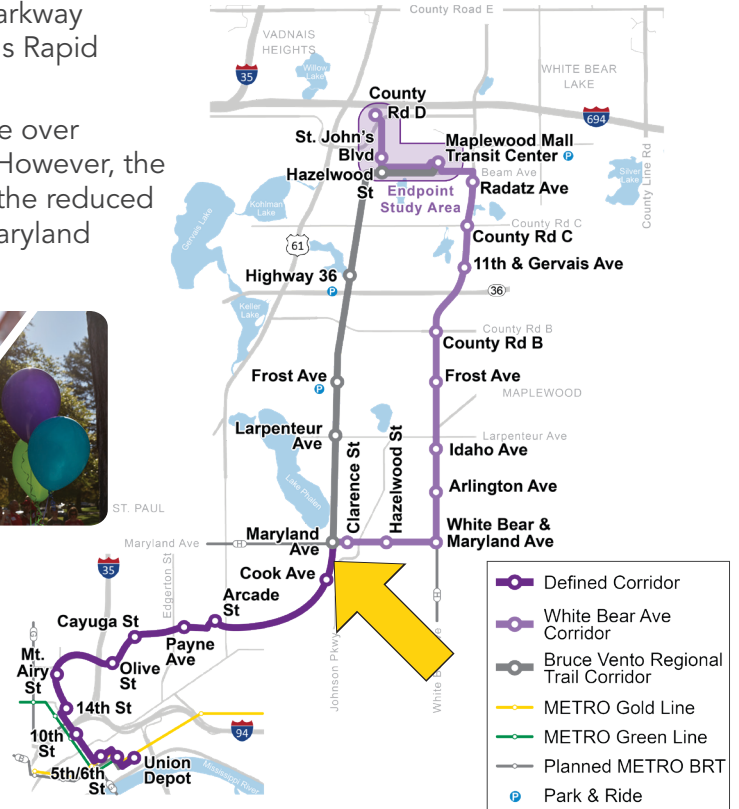 arkway
s Rapid
e over
However, the
the reduced
aryland
County Road E
VADNAIS
HEIGHTS
35
Willow
Lake
WHITE BEAR
LAKE
County
Rd D
694
St. John's
Blvd
Maplewood Mall
Transit Center P
Hazelwood
St
Beam Ave
Endpoint
Study Area
Radatz Ave
Silver
Lake
County Line Rd
Kohlman
Lake
Gervais Lake
County Rd C
County Rd C
61
11th & Gervais Ave
Highway 36
P
36
Keller
Lake
County Rd B
County Rd B
Frost Ave
P
Frost Ave
MAPLEWOOD
Larpenteur
Ave
Larpenteur Ave
Clarence St
Hazelwood St
Idaho Ave
Lake Phalen
Arlington Ave
ST. PAUL
White Bear &
Maryland Ave
Maryland
Ave
Maryland Ave
H
Cook Ave
35
Edgerton St
Arcade
St
H
Cayuga St
Payne
Ave
Johnson Pkwy
White B
e
Mt.
Airy
St
Olive
St
14th St
10th
St
94
5th/6th
St
Union
Depot
Mississippi River
Defined Corridor
White Bear Ave
Corridor
Bruce Vento Regional
Trail Corridor
METRO Gold Line
METRO Green Line
Planned METRO BRT
P Park & Ride